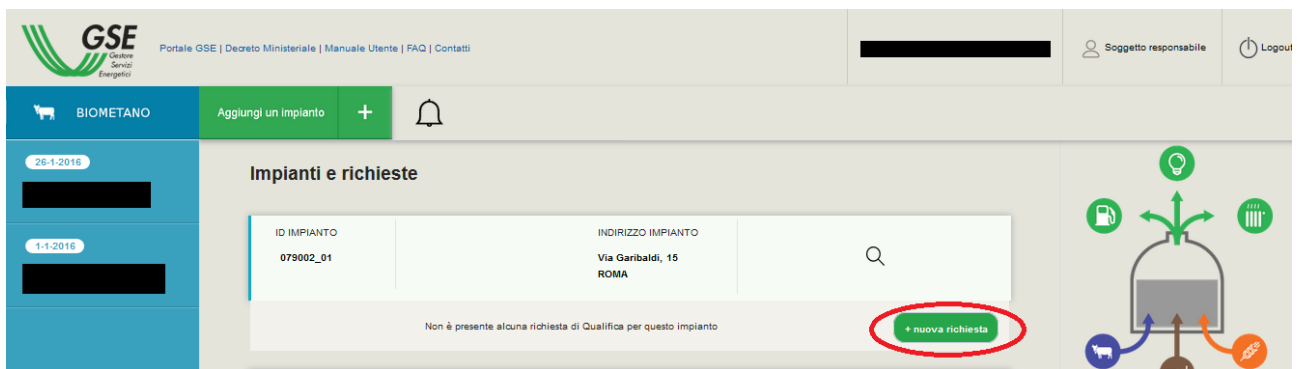 GSE
Gestore
Servizi
Energetici
Portale GSE | Decreto Ministeriale | Manuale Utente | FAQ | Contatti
Soggetto responsabile
Logout
BIOMETANO
Aggiungi un impianto +
26-1-2016
1-1-2016
Impianti e richieste
ID IMPIANTO
079002_01
INDIRIZZO IMPIANTO
Via Garibaldi, 15
ROMA
Non è presente alcuna richiesta di Qualifica per questo impianto
+ nuova richiesta